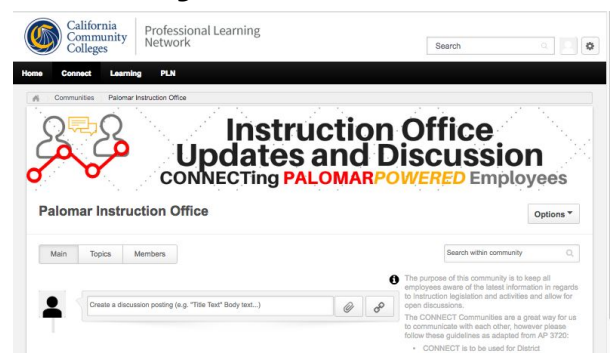 California
Community
Colleges
Professional Learning
Network
Search
Home Connect Learning PLN
Communities Palomar Instruction Office
Instruction Office
Updates and Discussion
CONNECTing PALOMARPOWERED Employees
Palomar Instruction Office
Options
Main Topics Members
Search within community
Create a discussion posting (e.g. "Title Text" Body text...)
The purpose of this community is to keep all
employees aware of the latest information in regards
to instruction legislation and activities and allow for
open discussions.
The CONNECT Communities are a great way for us
to communicate with each other, however please
follow these guidelines as adapted from AP 3720:
• CONNECT is to be used for District